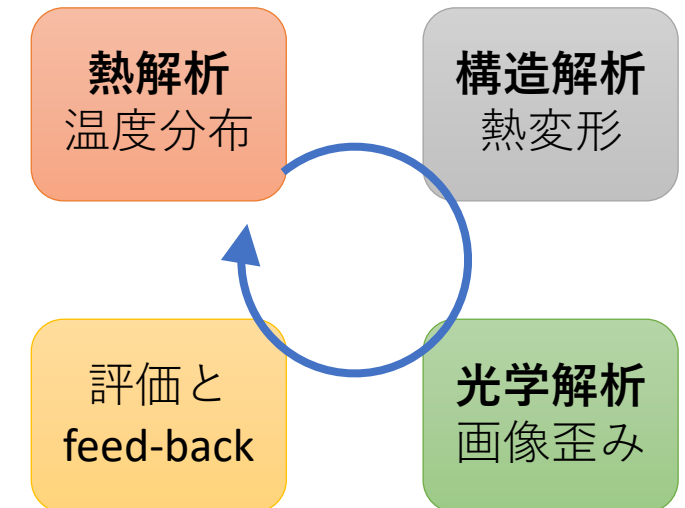 熱解析
温度分布
構造解析
熱変形
評価と
feed-back
光学解析
画像歪み